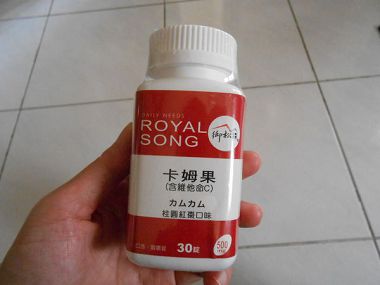 DAILY NEEDS
ROYAL
SONG
御松田
卡姆果
(含維他命C)
カムカム
桂圓紅棗口味
30錠
500